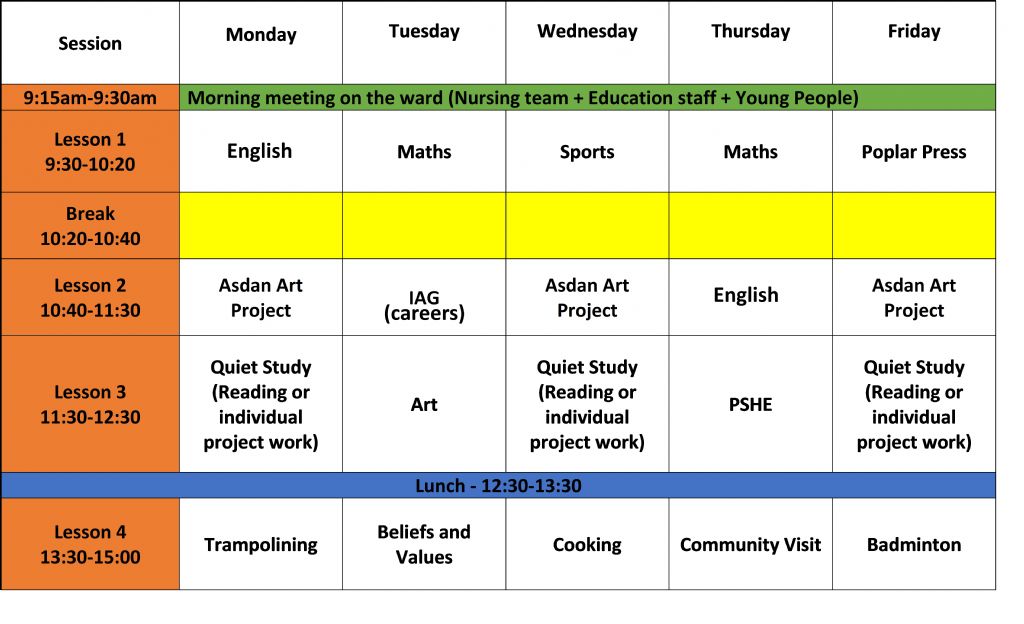 Session
Monday
Tuesday
Wednesday
Thursday
Friday
9:15am-9:30am
Morning meeting on the ward (Nursing team + Education staff + Young People)
Lesson 1
9:30-10:20
English
Maths
Sports
Maths
Poplar Press
Break
10:20-10:40
Lesson 2
10:40-11:30
Asdan Art
Project
IAG
(careers)
Asdan Art
Project
English
Asdan Art
Project
Lesson 3
11:30-12:30
Quiet Study
(Reading or
individual
project work)
Art
Quiet Study
(Reading or
individual
project work)
PSHE
Quiet Study
(Reading or
individual
project work)
Lunch - 12:30-13:30
Lesson 4
13:30-15:00
Trampolining
Beliefs and
Values
Cooking
Community Visit
Badminton